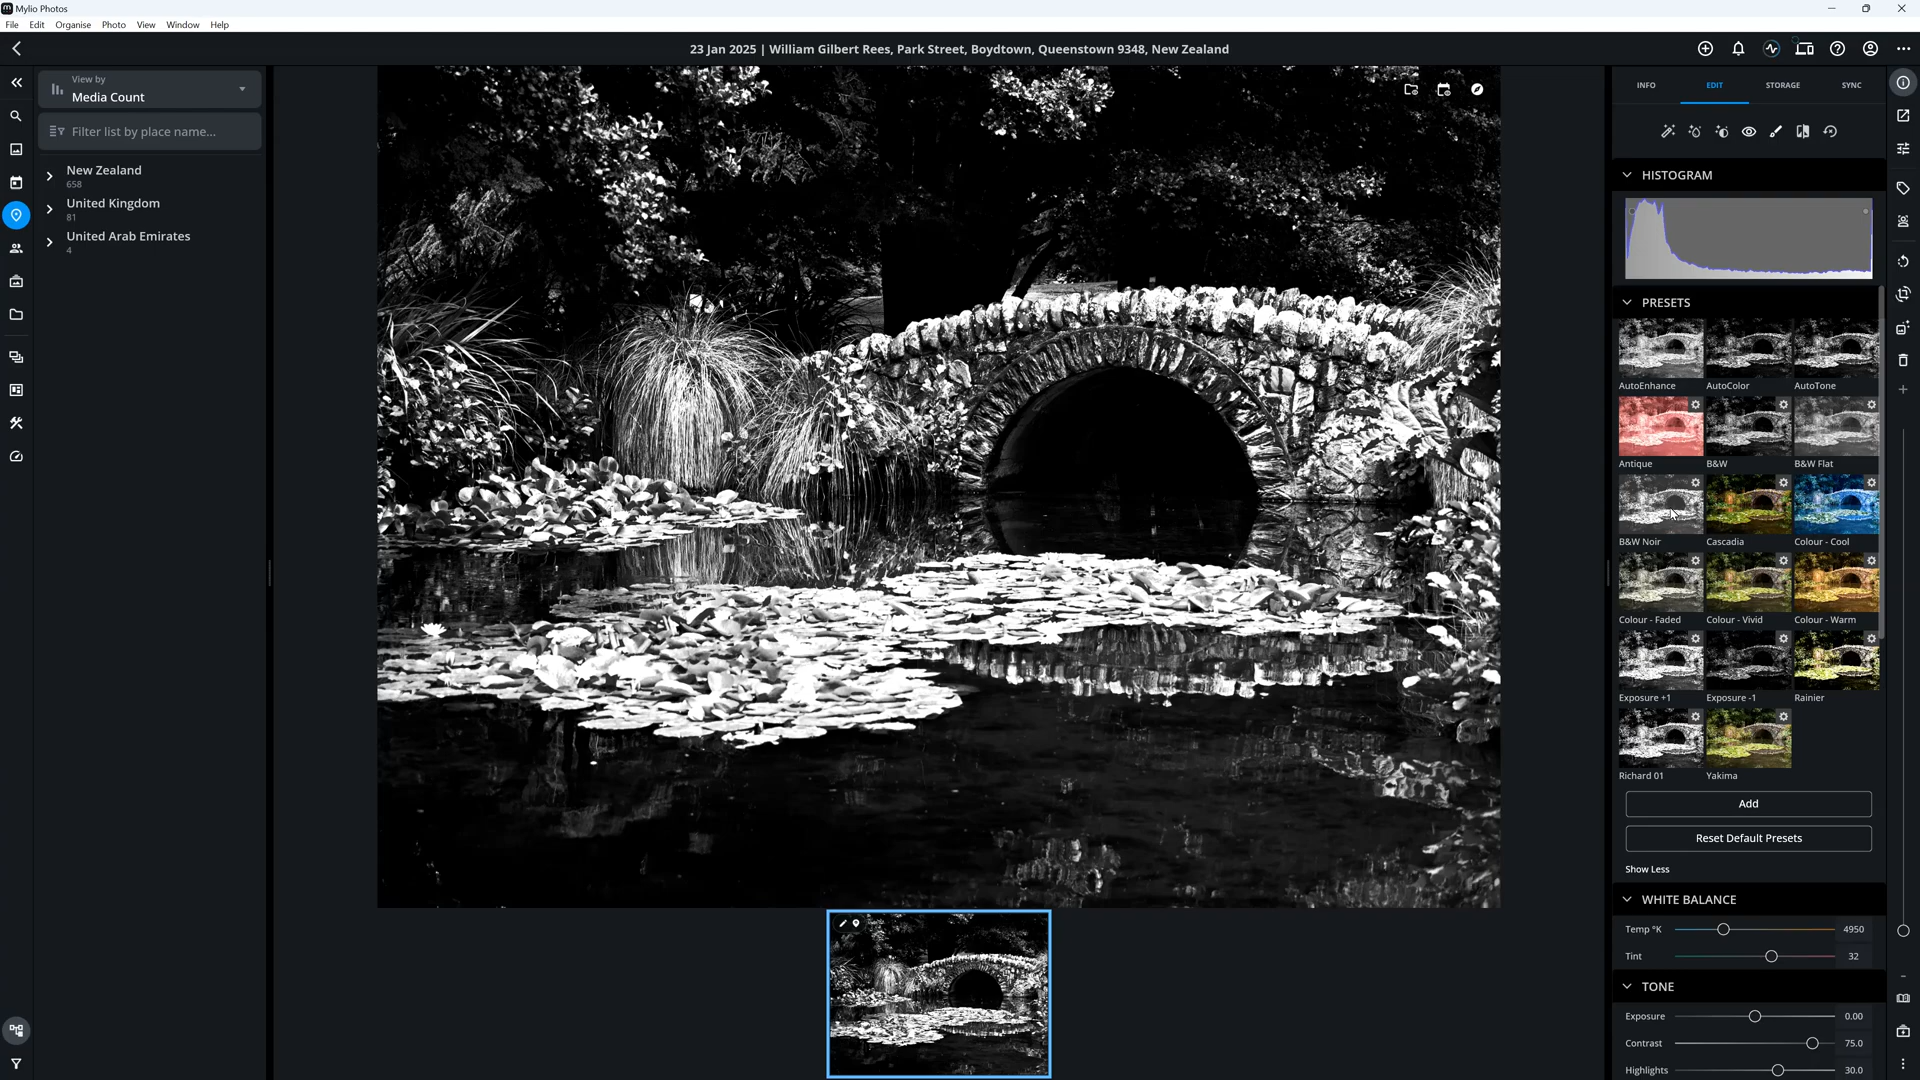 Mylio Photos
File Edit Organise Photo View Window Help
23 Jan 2025 | William Gilbert Rees, Park Street, Boydtown, Queenstown 9348, New Zealand
View by
Media Count
Filter list by place name...
New Zealand
658
United Kingdom
81
United Arab Emirates
4
INFO EDIT STORAGE SYNC
HISTOGRAM
PRESETS
AutoEnhance AutoColor AutoTone
Antique B&W B&W Flat
B&W Noir Cascadia Colour - Cool
Colour - Faded Colour - Vivid Colour - Warm
Exposure +1 Exposure -1 Rainier
Richard 01 Yakima
Add
Reset Default Presets
Show Less
WHITE BALANCE
Temp °K 4950
Tint 32
TONE
Exposure 0.00
Contrast 75.0
Highlights 30.0